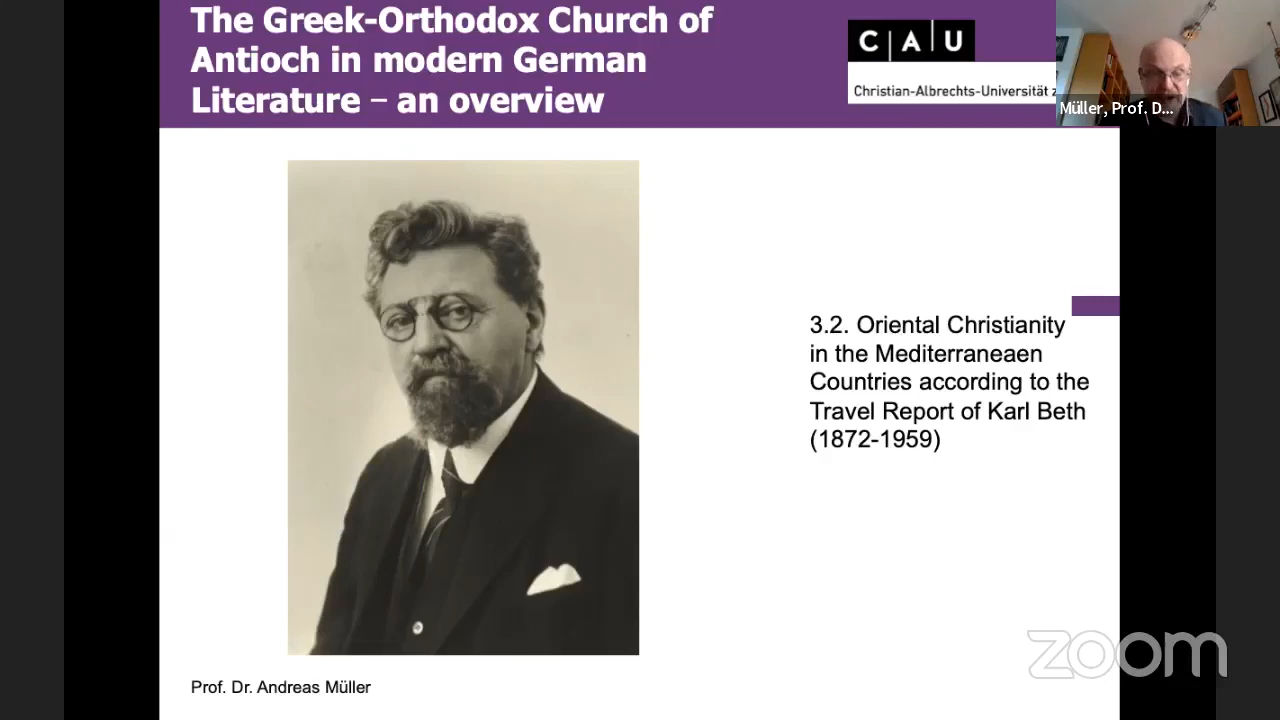 The Greek-Orthodox Church of
Antioch in modern German
Literature – an overview
C A U
Christian-Albrechts-Universität
Müller, Prof. D...
3.2. Oriental Christianity
in the Mediterraneaen
Countries according to the
Travel Report of Karl Beth
(1872-1959)
Prof. Dr. Andreas Müller
zoom